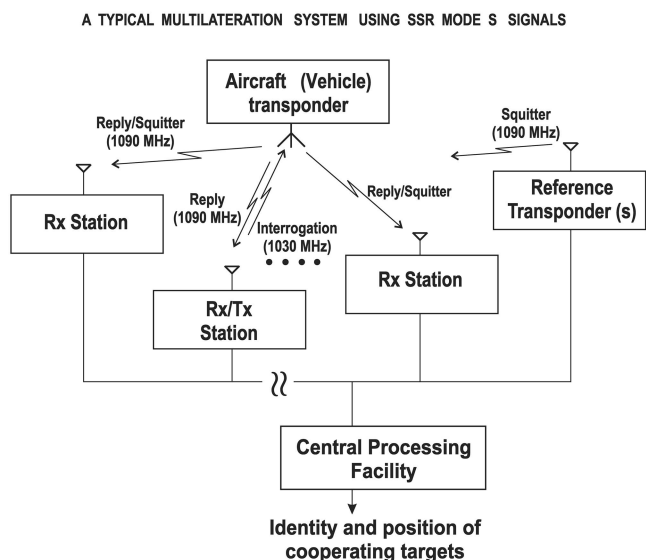 A TYPICAL MULTILATERATION SYSTEM USING SSR MODE S SIGNALS
Aircraft (Vehicle)
transponder
Reply/Squitter
(1090 MHz)
Squitter
(1090 MHz)
Rx Station
Reply
(1090 MHz)
Interrogation
(1030 MHz)
Reply/Squitter
Reference
Transponder (s)
Rx/Tx
Station
Rx Station
Central Processing
Facility
Identity and position of
cooperating targets